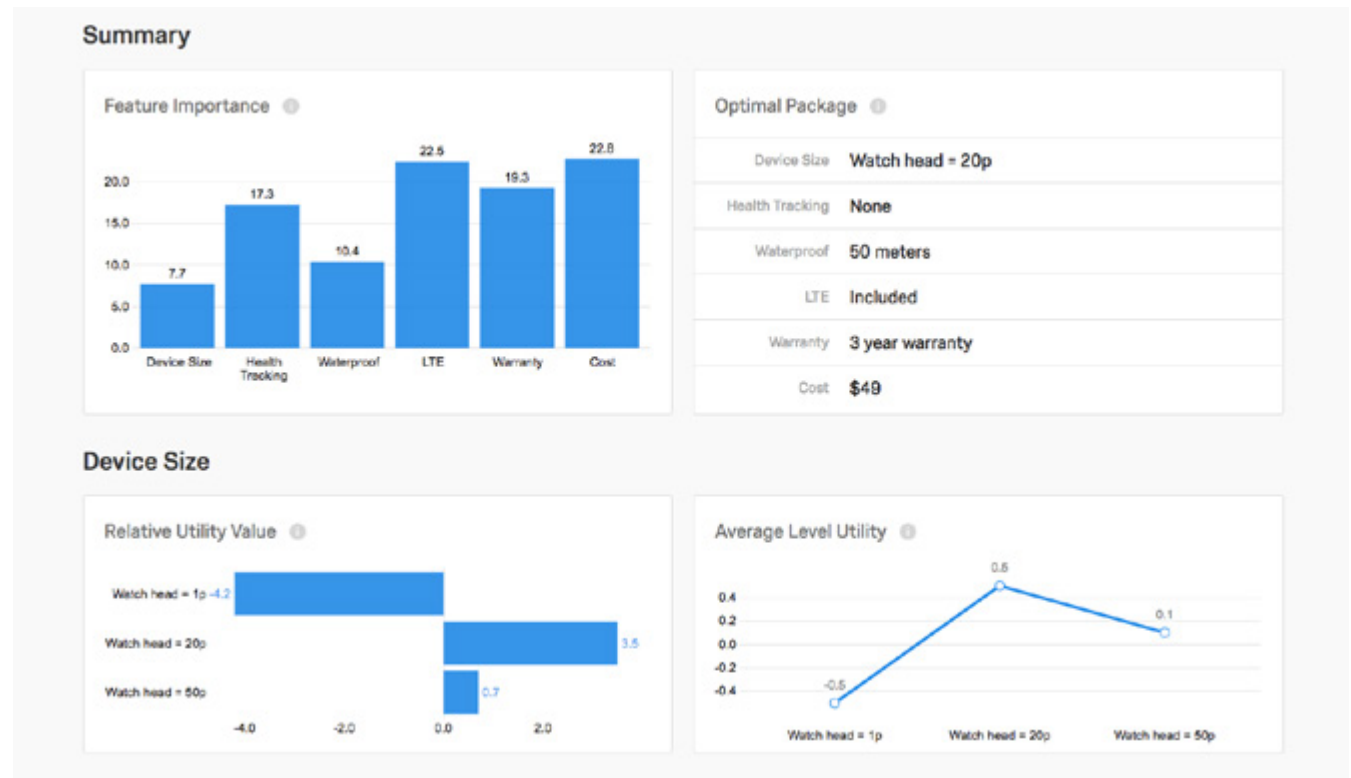 Summary
Feature Importance
22.5
22.8
20.0
19.3
17.3
15.0
10.4
10.0
7.7
5.0
0.0
Device Size
Health Tracking
Waterproof
LTE
Warranty
Cost
Optimal Package
Device Size Watch head = 20p
Health Tracking None
Waterproof 50 meters
LTE Included
Warranty 3 year warranty
Cost $49
Device Size
Relative Utility Value
Watch head = 1p -4.2
Watch head = 20p 3.5
Watch head = 50p 0.7
-4.0 -2.0 0.0 2.0
Average Level Utility
0.5
0.4
0.2
0.1
0.0
-0.2
-0.4
-0.5
Watch head = 1p Watch head = 20p Watch head = 50p